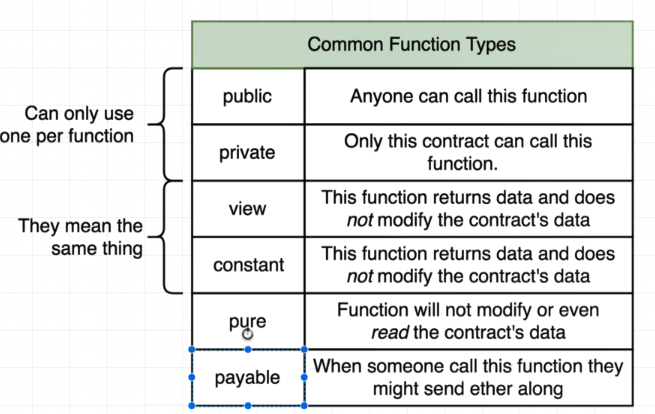 Common Function Types
Can only use
one per function
public
Anyone can call this function
private
Only this contract can call this
function.
They mean the
same thing
view
This function returns data and does
not modify the contract's data
constant
This function returns data and does
not modify the contract's data
pure
Function will not modify or even
read the contract's data
payable
When someone call this function they
might send ether along